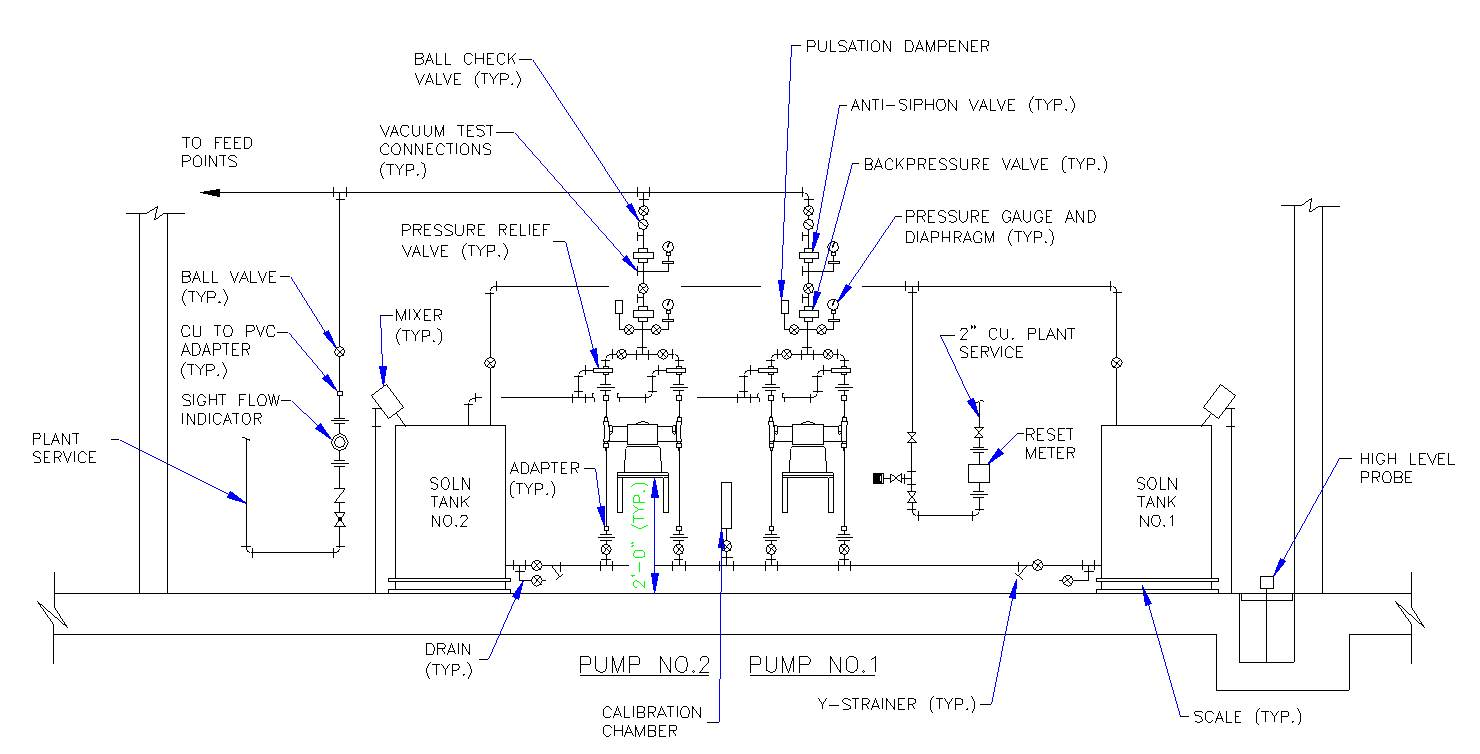 PULSATION DAMPENER
BALL CHECK
VALVE (TYP.)
ANTI-SIPHON VALVE (TYP.)
VACUUM TEST
CONNECTIONS
(TYP.)
TO FEED
POINTS
BACKPRESSURE VALVE (TYP.)
PRESSURE RELIEF
VALVE (TYP.)
PRESSURE GAUGE AND
DIAPHRAGM (TYP.)
BALL VALVE
(TYP.)
MIXER
(TYP.)
CU TO PVC
ADAPTER
(TYP.)
2" CU. PLANT
SERVICE
SIGHT FLOW
INDICATOR
PLANT
SERVICE
RESET
METER
HIGH LEVEL
PROBE
ADAPTER
(TYP.)
SOLN
TANK
NO.2
2'-0" (TYP.)
SOLN
TANK
NO.1
DRAIN
(TYP.)
PUMP NO.2
PUMP NO.1
CALIBRATION
CHAMBER
Y-STRAINER (TYP.)
SCALE (TYP.)